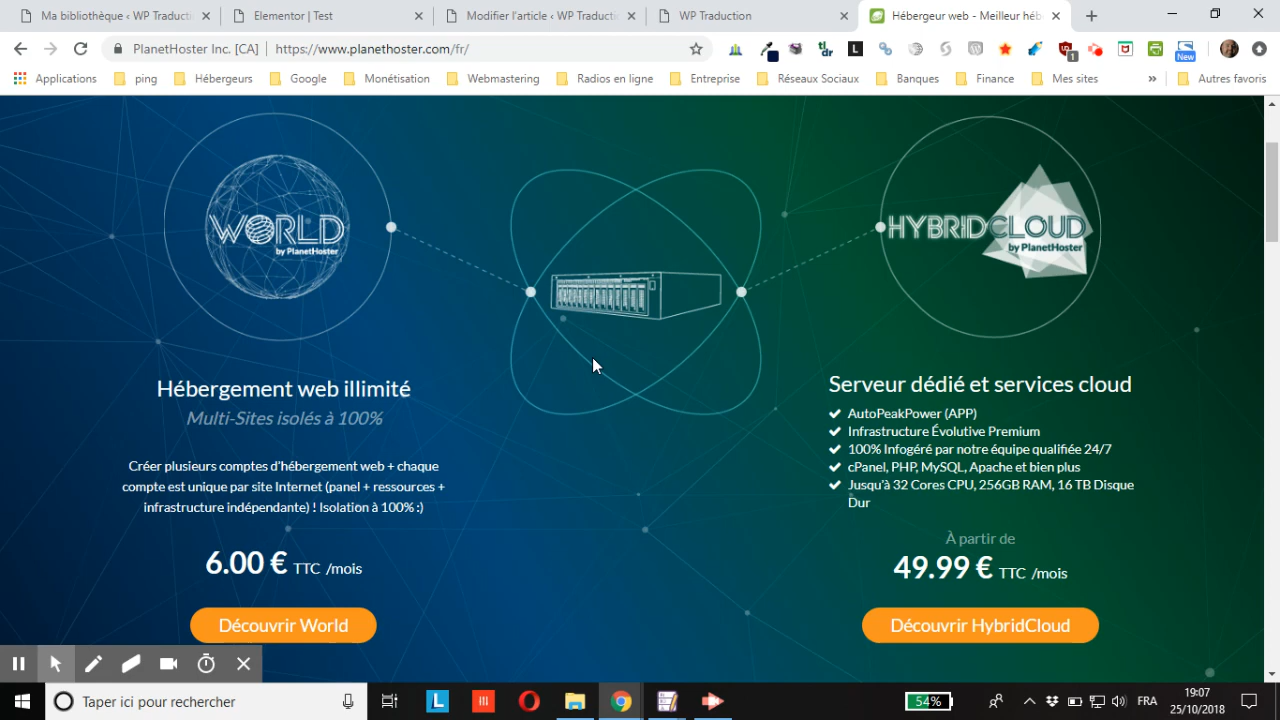 Ma bibliothèque ‹ WP Traducti
Elementor | Test
Modifier l'article ‹ WP Traducti
WP Traduction
Hébergeur web - Meilleur héb
PlanetHoster Inc. [CA]
https://www.planethoster.com/fr/
tl;dr
L
1
New
Applications
ping
Hébergeurs
Google
Monétisation
Webmastering
Radios en ligne
Entreprise
Réseaux Sociaux
Banques
Finance
Mes sites
»
Autres favoris
WORLD
by PlanetHoster
HYBRIDCLOUD
by PlanetHoster
Hébergement web illimité
Multi-Sites isolés à 100%
Créer plusieurs comptes d'hébergement web + chaque
compte est unique par site Internet (panel + ressources +
infrastructure indépendante) ! Isolation à 100% :)
6.00 € TTC /mois
Découvrir World
Serveur dédié et services cloud
AutoPeakPower (APP)
Infrastructure Évolutive Premium
100% Infogéré par notre équipe qualifiée 24/7
cPanel, PHP, MySQL, Apache et bien plus
Jusqu'à 32 Cores CPU, 256GB RAM, 16 TB Disque
Dur
À partir de
49.99 € TTC /mois
Découvrir HybridCloud
Taper ici pour rechercher
L
54%
FRA
19:07
25/10/2018